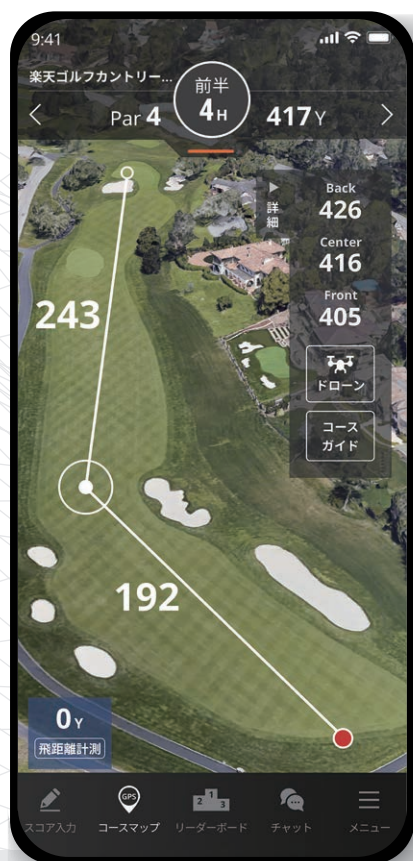 9:41
楽天ゴルフカントリー...
前半
4H
Par 4
417Y
詳細
Back
426
Center
416
Front
405
ドローン
コース
ガイド
243
192
0Y
飛距離計測
GPS
2 1 3
スコア入力
コースマップ
リーダーボード
チャット
メニュー